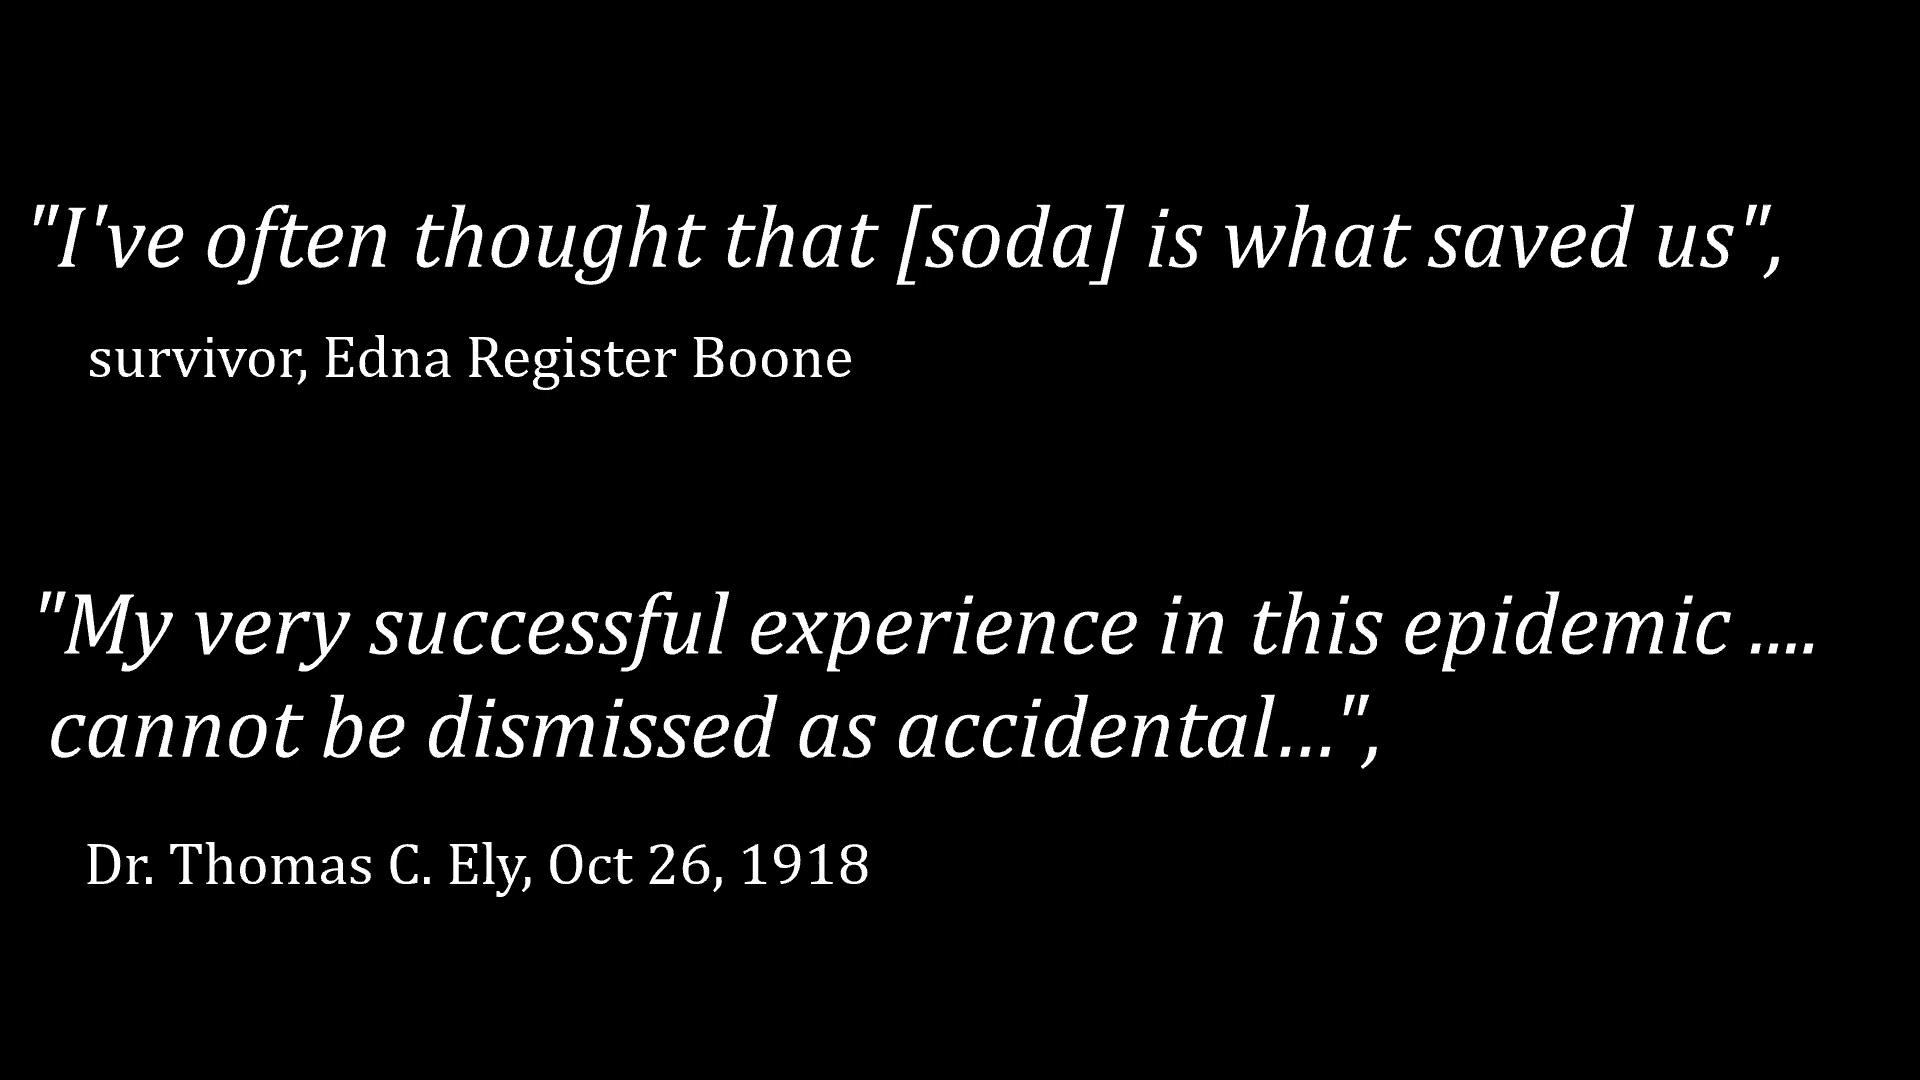 "I've often thought that [soda] is what saved us",
survivor, Edna Register Boone
"My very successful experience in this epidemic ....
cannot be dismissed as accidental...",
Dr. Thomas C. Ely, Oct 26, 1918